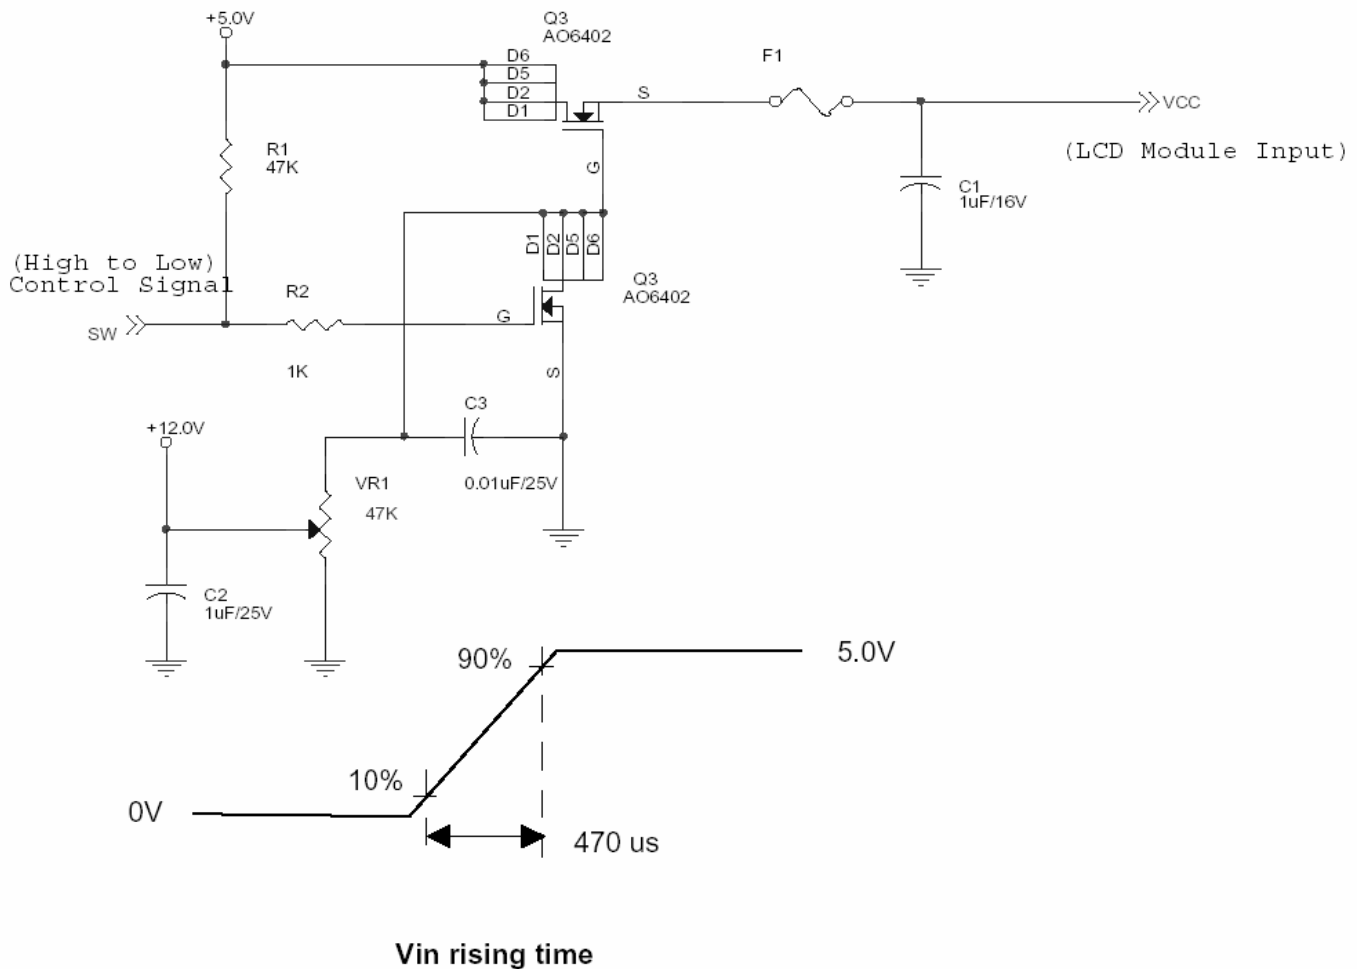 +5.0V
Q3
AO6402
D6
D5
D2
D1
S
F1
VCC
(LCD Module Input)
R1
47K
G
C1
1uF/16V
D1
D2
D5
D6
(High to Low)
Control Signal
Q3
AO6402
R2
SW
G
1K
S
C3
+12.0V
VR1
47K
0.01uF/25V
C2
1uF/25V
90%
5.0V
10%
0V
470 us
Vin rising time